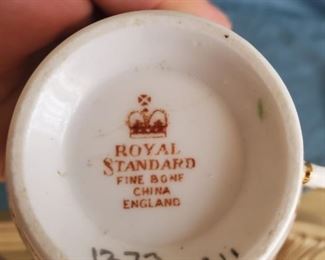 ROYAL
STANDARD
FINE BONE
CHINA
ENGLAND